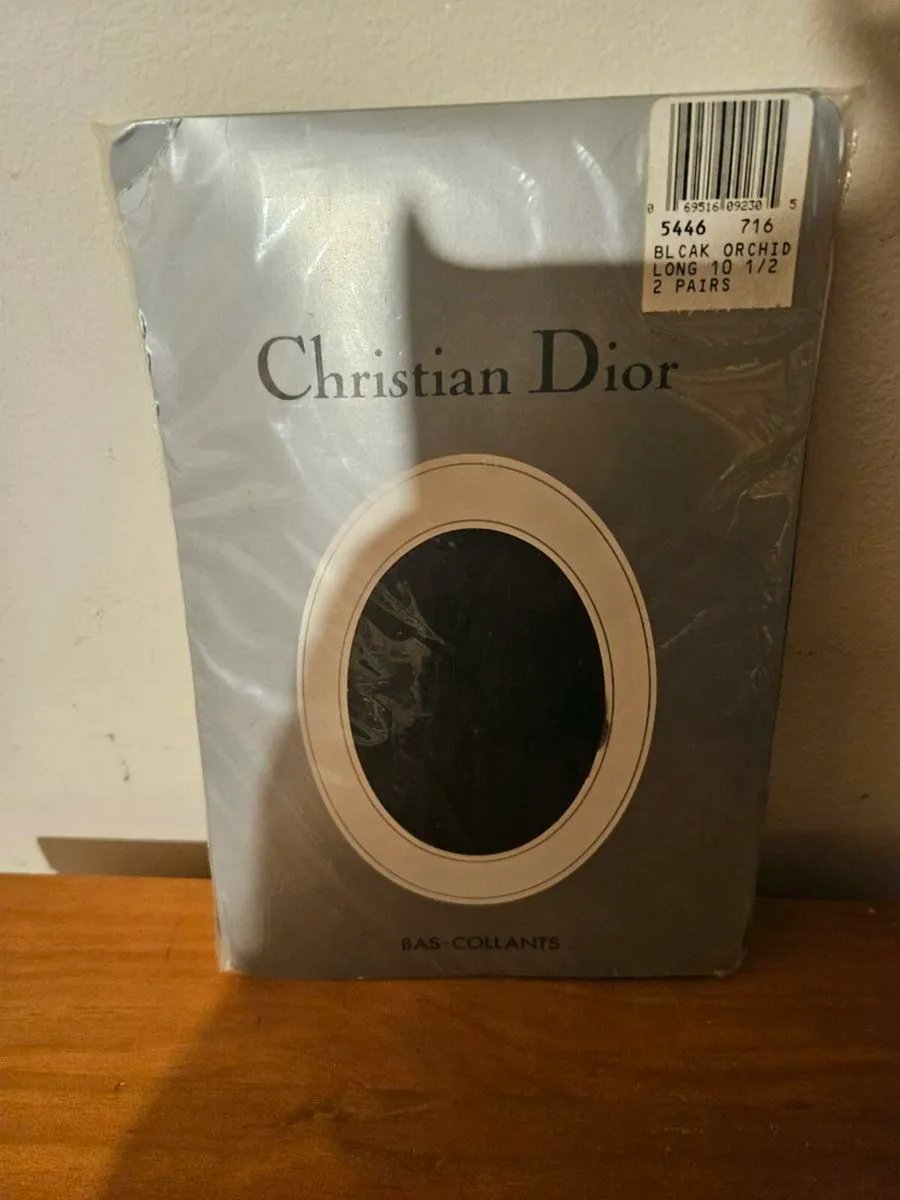 0 69516 09230 5
5446 716
BLCAK ORCHID
LONG 10 1/2
2 PAIRS
Christian Dior
BAS-COLLANTS